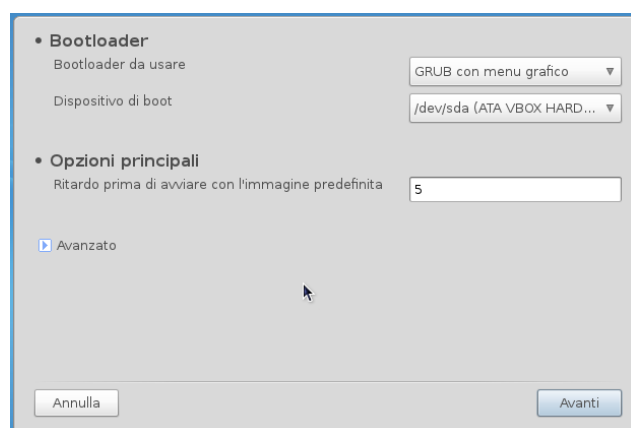 Bootloader
Bootloader da usare
GRUB con menu grafico
Dispositivo di boot
/dev/sda (ATA VBOX HARD...
Opzioni principali
Ritardo prima di avviare con l'immagine predefinita
5
Avanzato
Annulla
Avanti